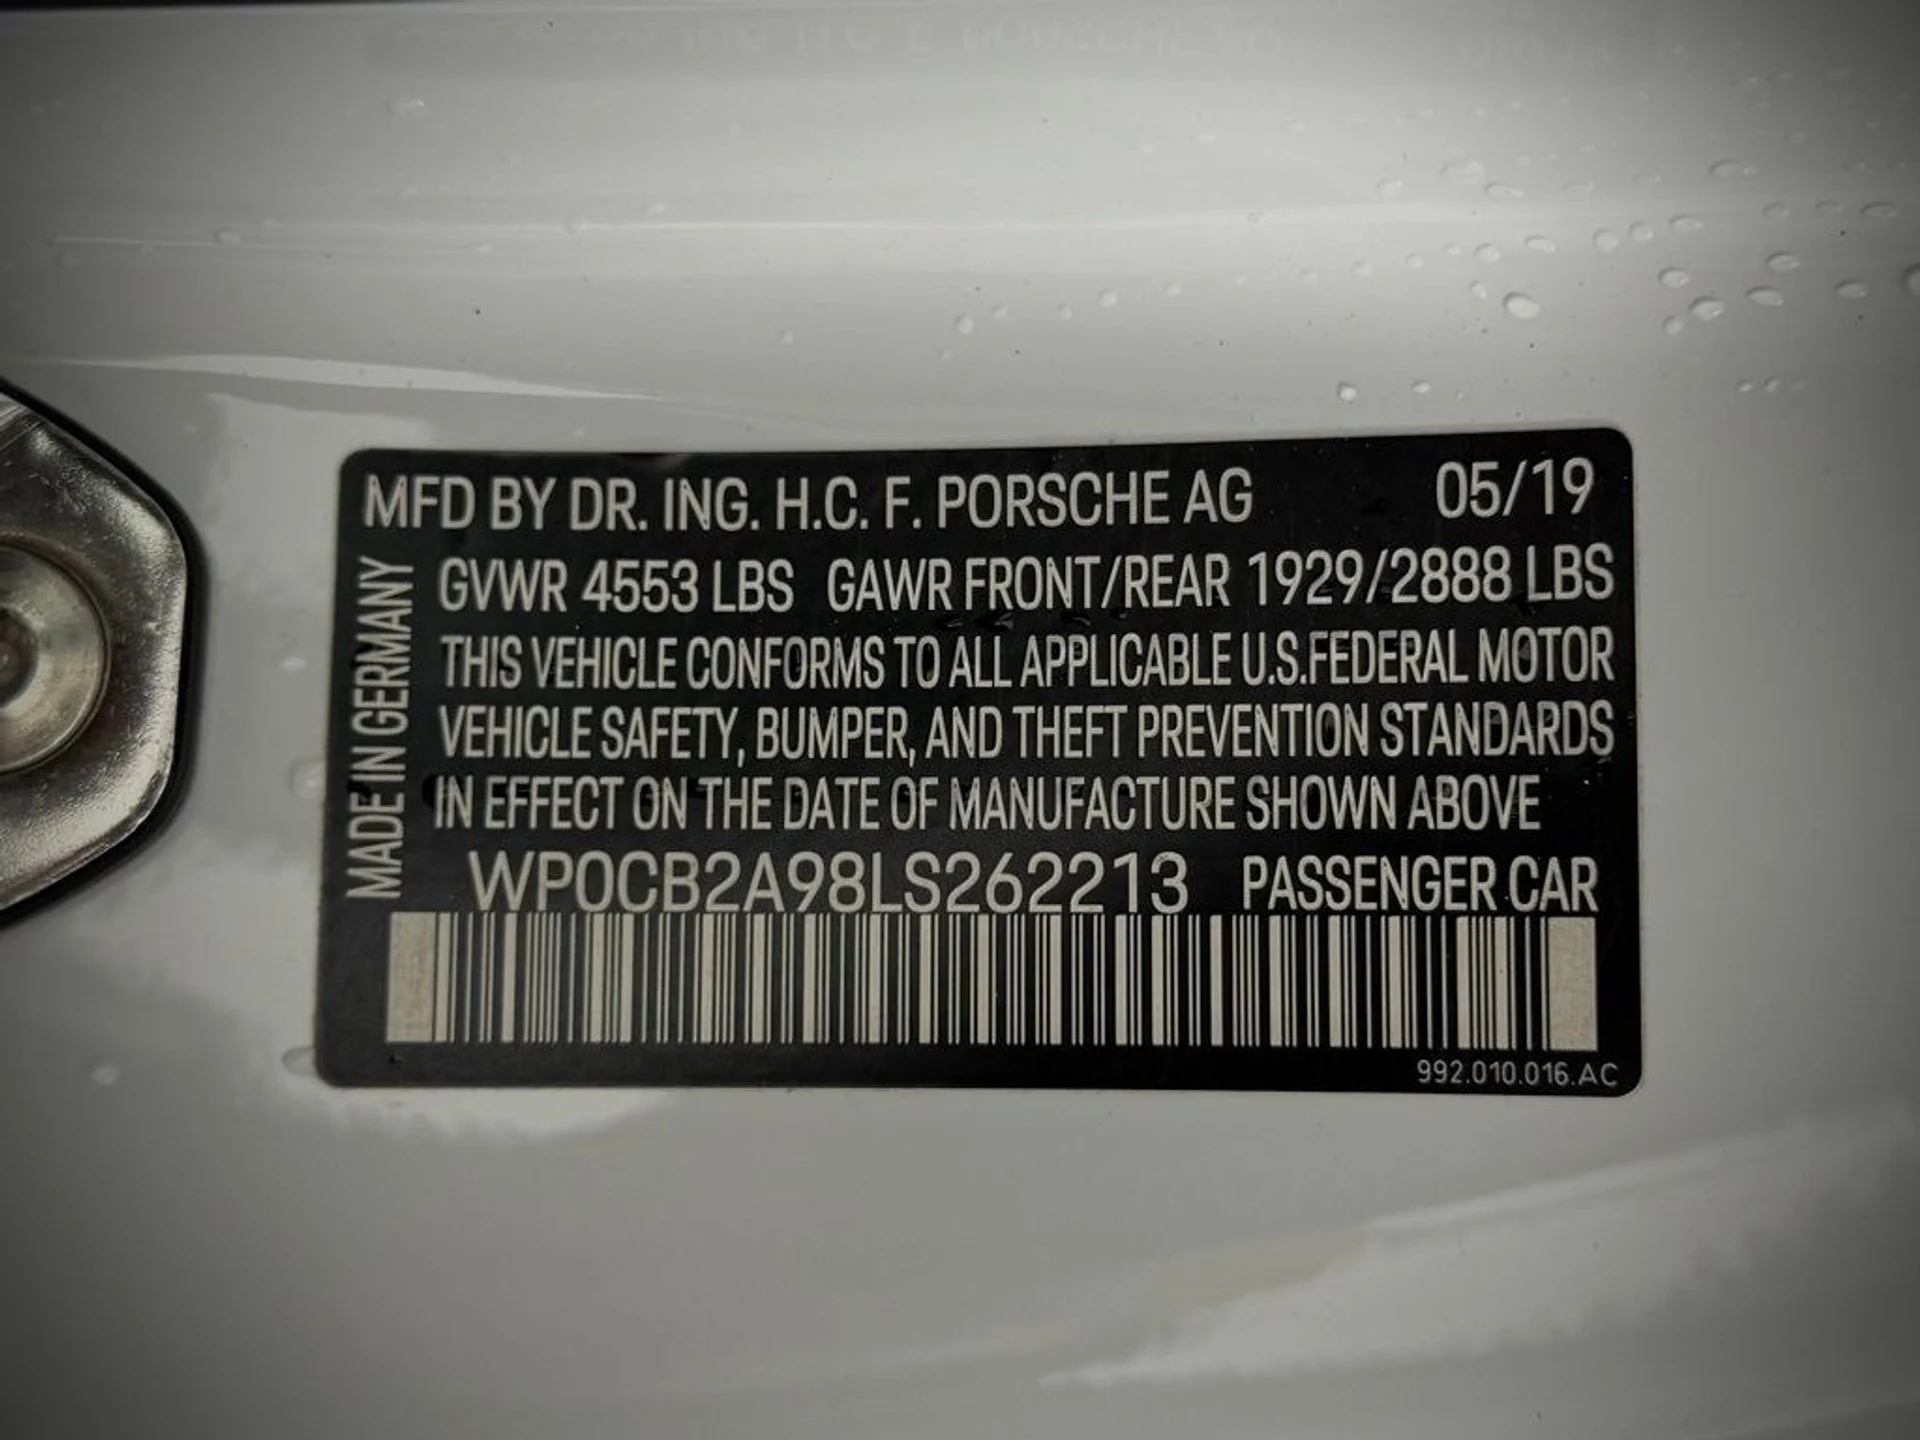 MFD BY DR. ING. H.C. F. PORSCHE AG 05/19
GVWR 4553 LBS GAWR FRONT/REAR 1929/2888 LBS
THIS VEHICLE CONFORMS TO ALL APPLICABLE U.S.FEDERAL MOTOR
VEHICLE SAFETY, BUMPER, AND THEFT PREVENTION STANDARDS
IN EFFECT ON THE DATE OF MANUFACTURE SHOWN ABOVE
WP0CB2A98LS262213 PASSENGER CAR
992.010.016.AC
MADE IN GERMANY